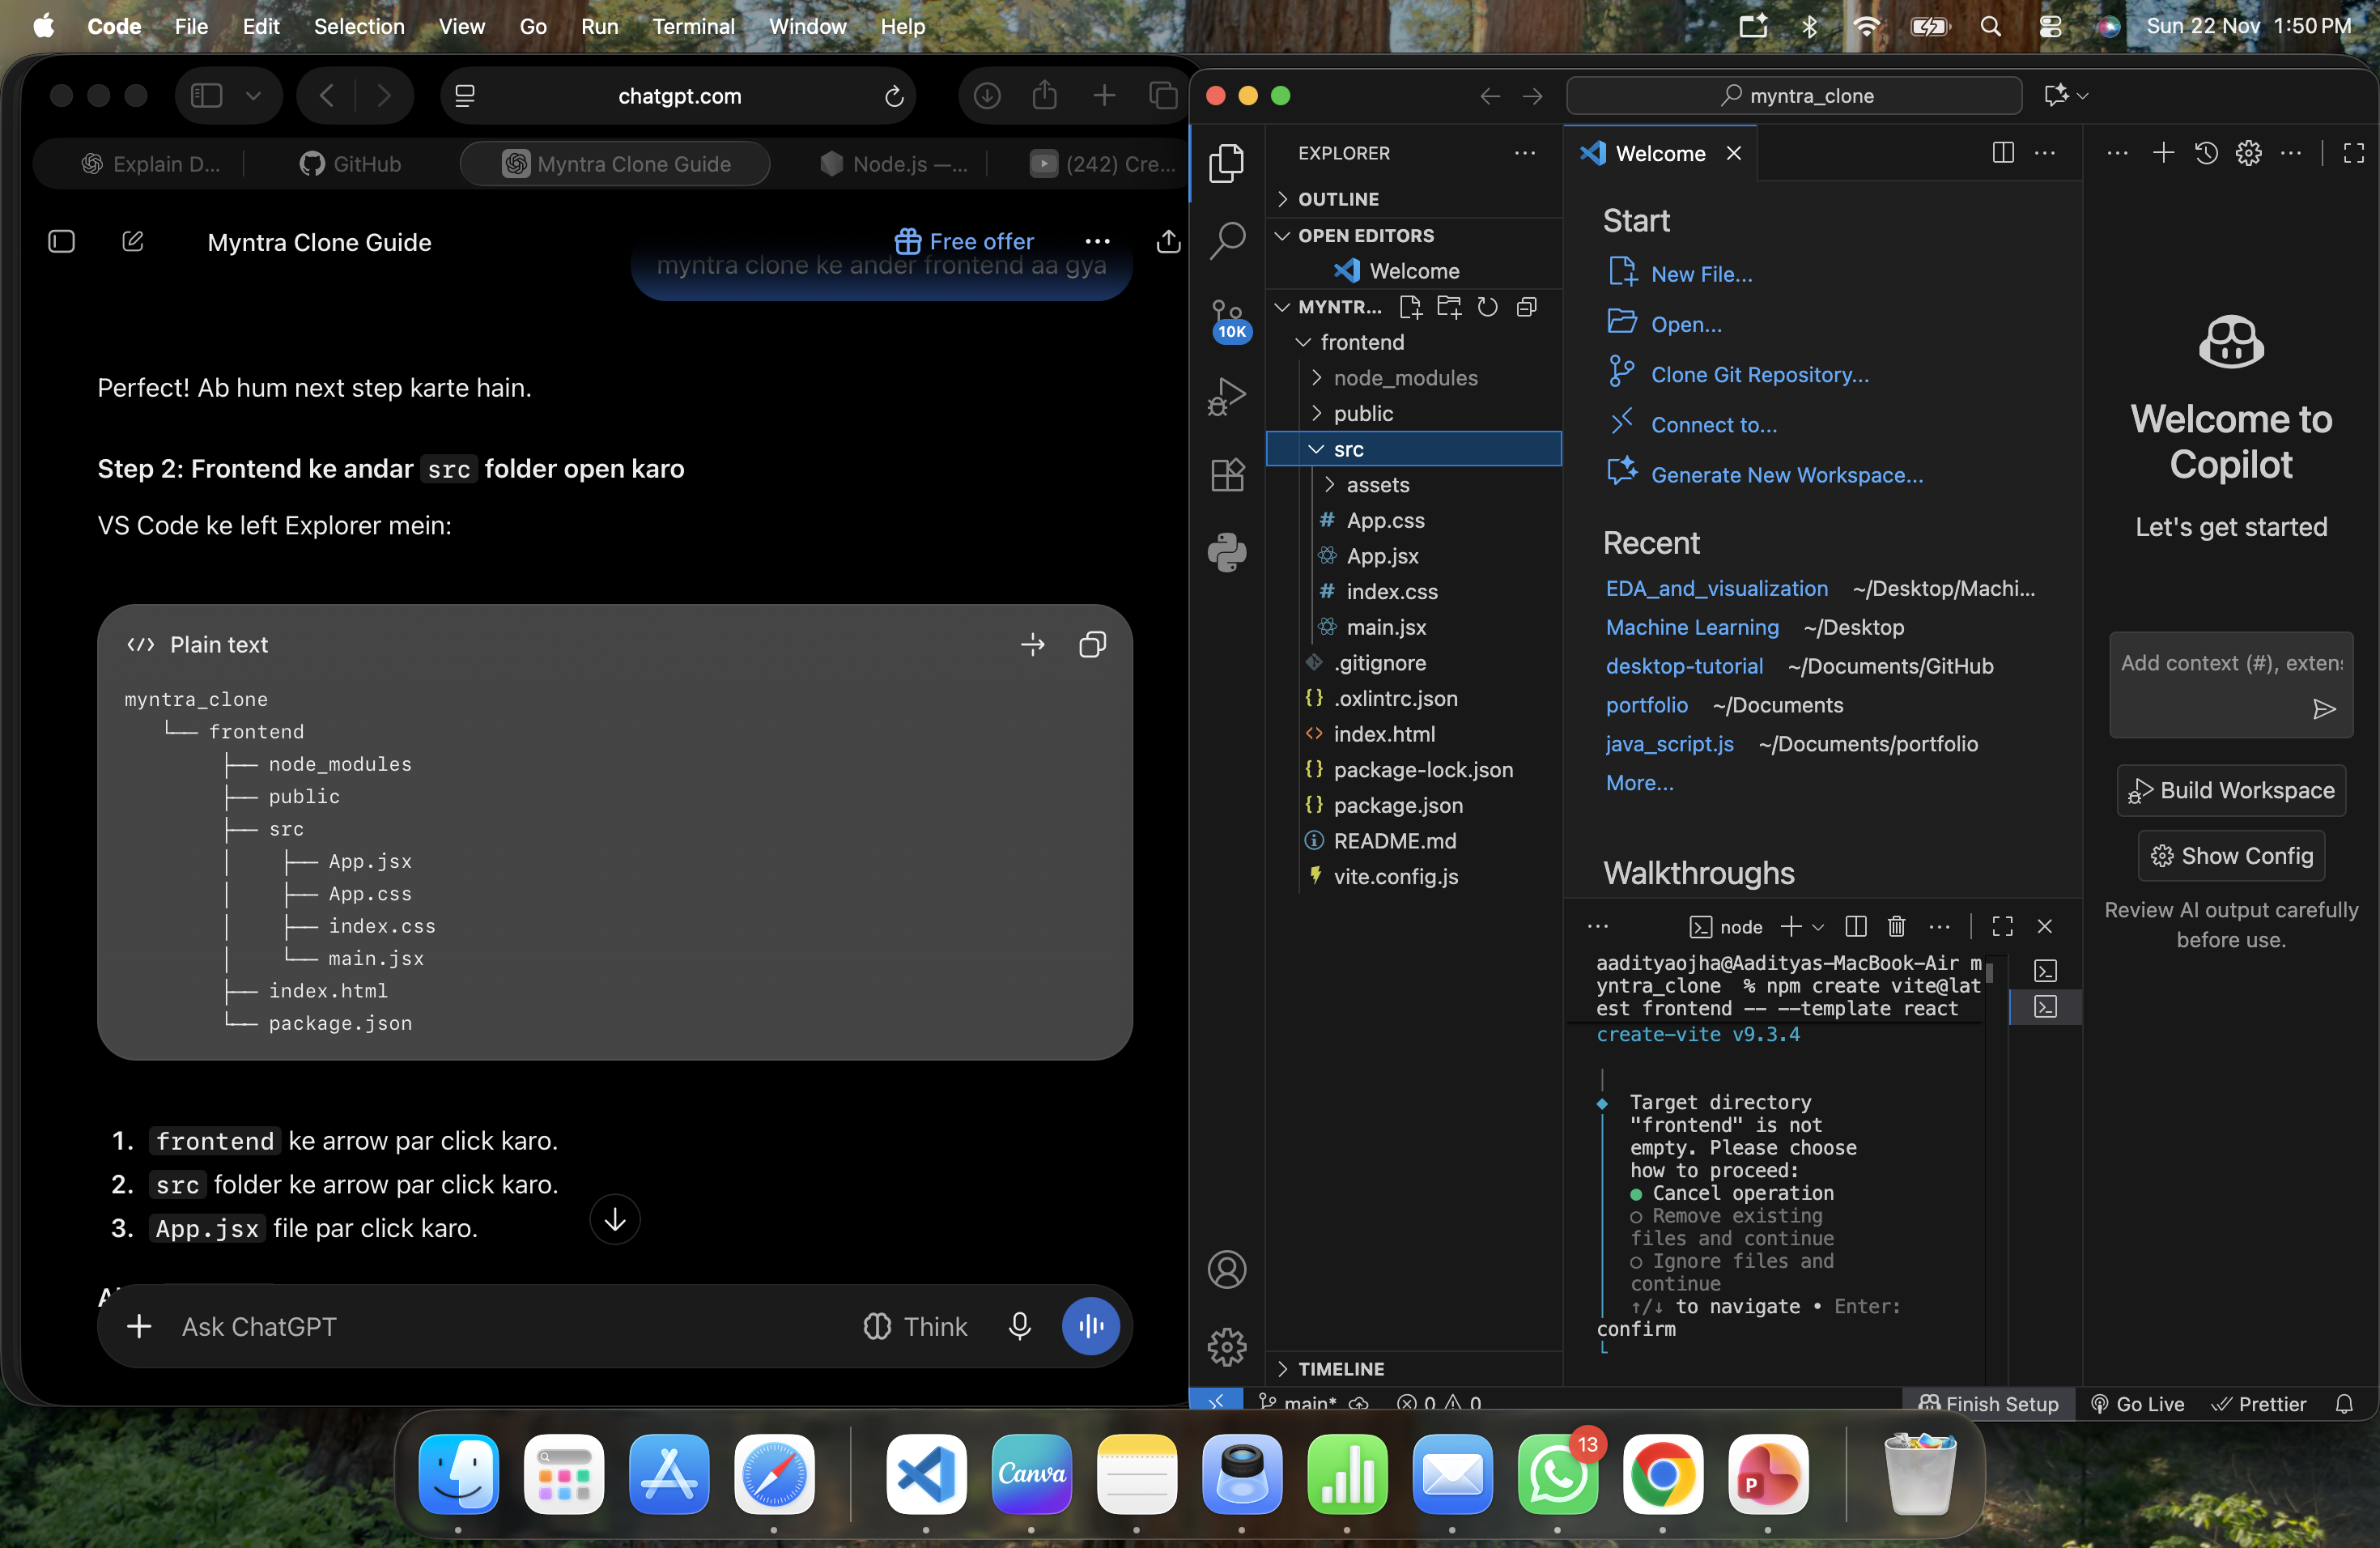 Code File Edit Selection View Go Run Terminal Window Help Sun 22 Nov 1:50 PM
chatgpt.com
Explain D... GitHub Myntra Clone Guide Node.js —... (242) Cre...
Myntra Clone Guide Free offer
myntra clone ke ander frontend aa gya
Perfect! Ab hum next step karte hain.
Step 2: Frontend ke andar src folder open karo
VS Code ke left Explorer mein:
Plain text
myntra_clone
└── frontend
├── node_modules
├── public
├── src
│ ├── App.jsx
│ ├── App.css
│ ├── index.css
│ └── main.jsx
├── index.html
└── package.json
1. frontend ke arrow par click karo.
2. src folder ke arrow par click karo.
3. App.jsx file par click karo.
Ask ChatGPT Think
myntra_clone
EXPLORER
OUTLINE
OPEN EDITORS
Welcome
MYNTR...
10K
frontend
node_modules
public
src
assets
# App.css
App.jsx
# index.css
main.jsx
.gitignore
{} .oxlintrc.json
<> index.html
{} package-lock.json
{} package.json
README.md
vite.config.js
TIMELINE
Welcome
Start
New File...
Open...
Clone Git Repository...
Connect to...
Generate New Workspace...
Recent
EDA_and_visualization ~/Desktop/Machi...
Machine Learning ~/Desktop
desktop-tutorial ~/Documents/GitHub
portfolio ~/Documents
java_script.js ~/Documents/portfolio
More...
Walkthroughs
node
aadityaojha@Aadityas-MacBook-Air m
yntra_clone % npm create vite@lat
est frontend -- --template react
create-vite v9.3.4
Target directory
"frontend" is not
empty. Please choose
how to proceed:
● Cancel operation
○ Remove existing
files and continue
○ Ignore files and
continue
↑/↓ to navigate • Enter:
confirm
Welcome to
Copilot
Let's get started
Add context (#), exten
Build Workspace
Show Config
Review AI output carefully
before use.
main* 0 0 Finish Setup Go Live Prettier
Canva
13
P